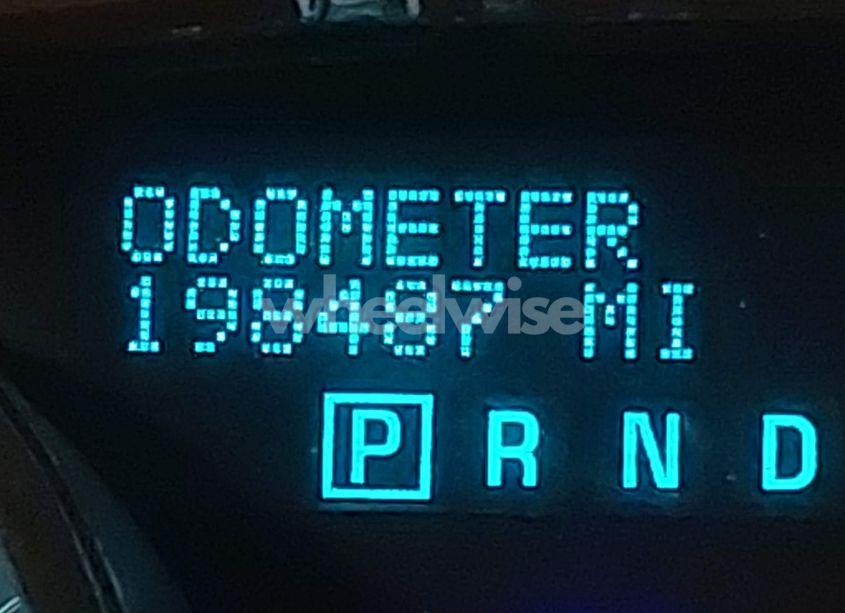 ODOMETER
198487 MI
wheelwise
P R N D